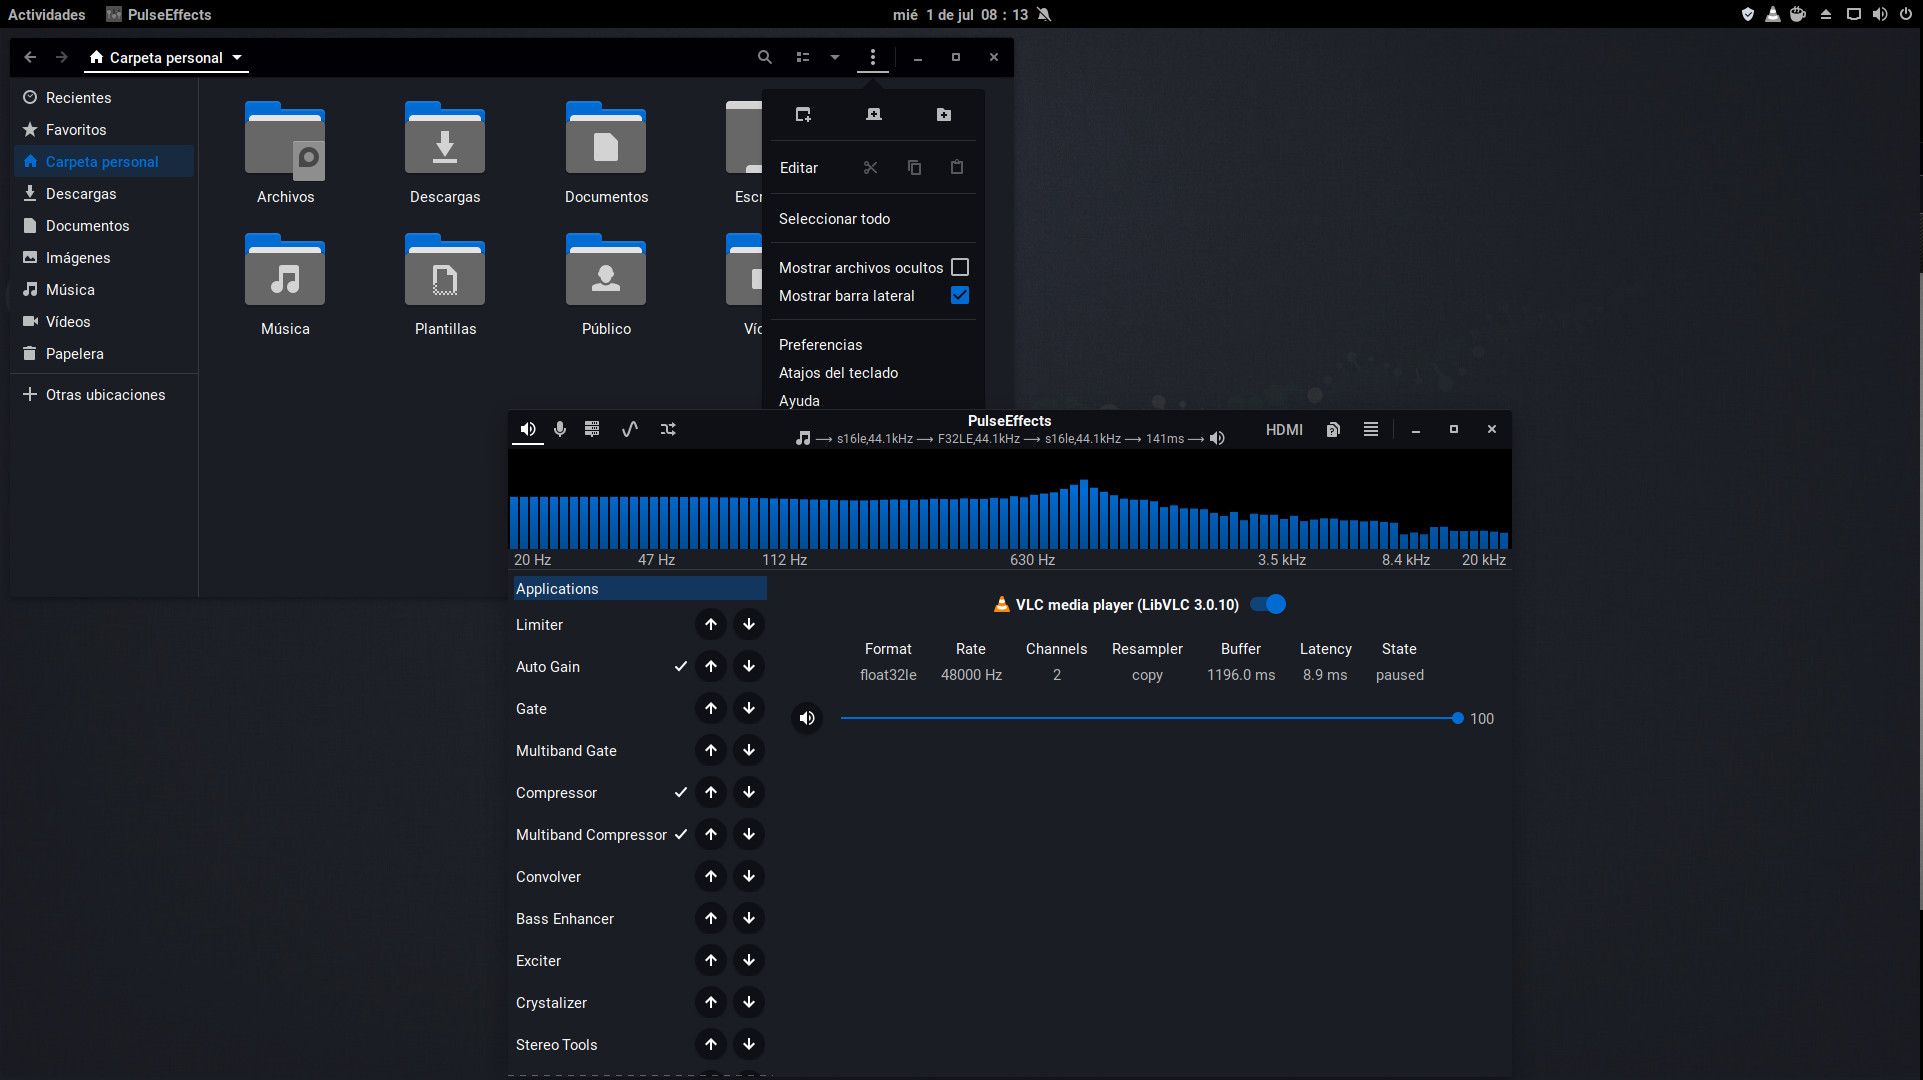 Actividades PulseEffects mié 1 de jul 08 : 13
Carpeta personal
Recientes
Favoritos
Carpeta personal
Descargas
Documentos
Imágenes
Música
Vídeos
Papelera
Otras ubicaciones
Archivos Descargas Documentos Escr
Música Plantillas Público Víd
Editar
Seleccionar todo
Mostrar archivos ocultos
Mostrar barra lateral
Preferencias
Atajos del teclado
Ayuda
PulseEffects
s16le,44.1kHz ⟶ F32LE,44.1kHz ⟶ s16le,44.1kHz ⟶ 141ms ⟶
HDMI
20 Hz 47 Hz 112 Hz 630 Hz 3.5 kHz 8.4 kHz 20 kHz
Applications
Limiter
Auto Gain
Gate
Multiband Gate
Compressor
Multiband Compressor
Convolver
Bass Enhancer
Exciter
Crystalizer
Stereo Tools
VLC media player (LibVLC 3.0.10)
Format Rate Channels Resampler Buffer Latency State
float32le 48000 Hz 2 copy 1196.0 ms 8.9 ms paused
100